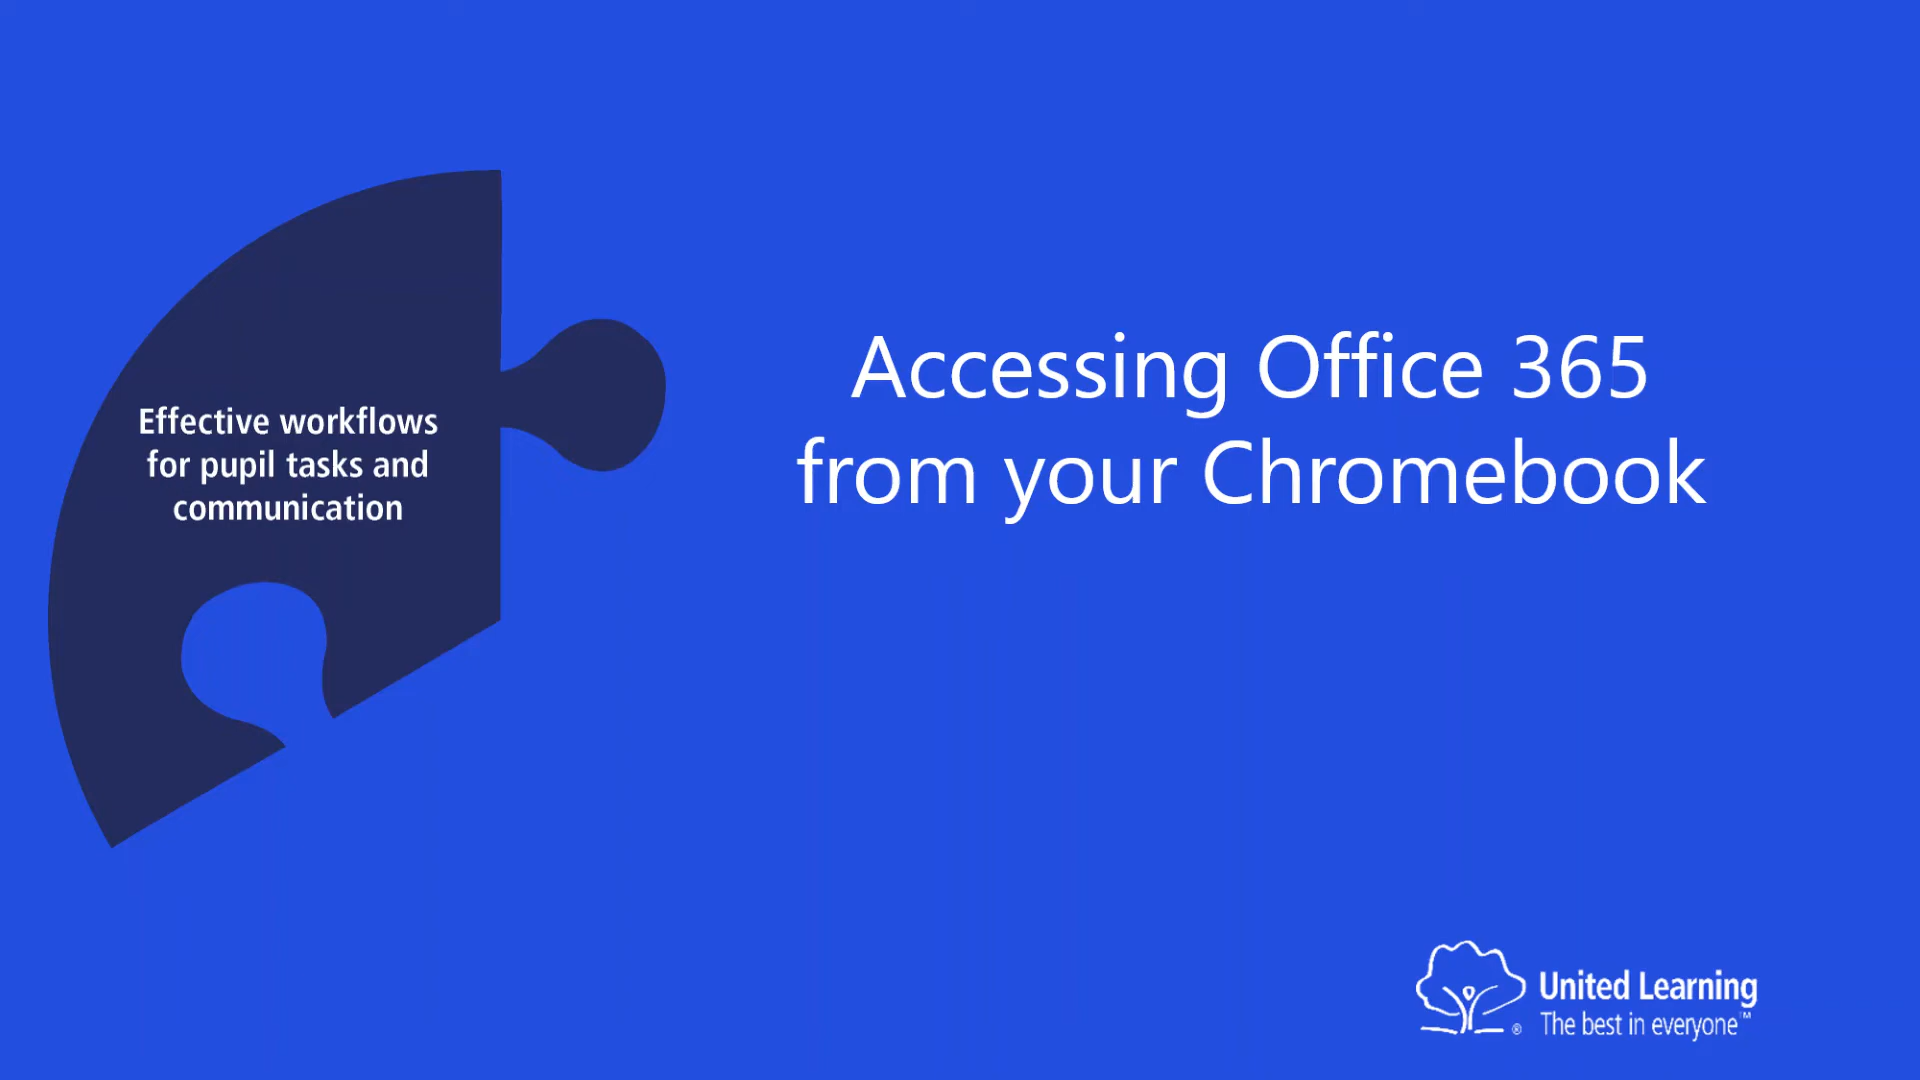 Effective workflows
for pupil tasks and
communication
Accessing Office 365
from your Chromebook
United Learning
® The best in everyone™